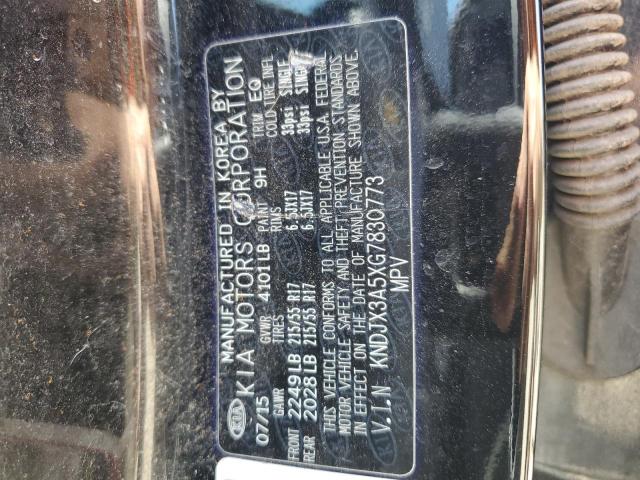 KIA MANUFACTURED IN KOREA BY
KIA MOTORS CORPORATION
07/15 GVWR 4101LB PAINT 9H TRIM EQ
GAWR TIRES RIMS COLD TIRE INF.
FRONT 2249LB 215/55 R17 6.5JX17 33psi SINGLE
REAR 2028LB 215/55 R17 6.5JX17 33psi
THIS VEHICLE CONFORMS TO ALL APPLICABLE U.S.A. FEDERAL
MOTOR VEHICLE SAFETY AND THEFT PREVENTION STANDARDS
IN EFFECT ON THE DATE OF MANUFACTURE SHOWN ABOVE.
V.I.N KNDJX3A5XG7830773
MPV